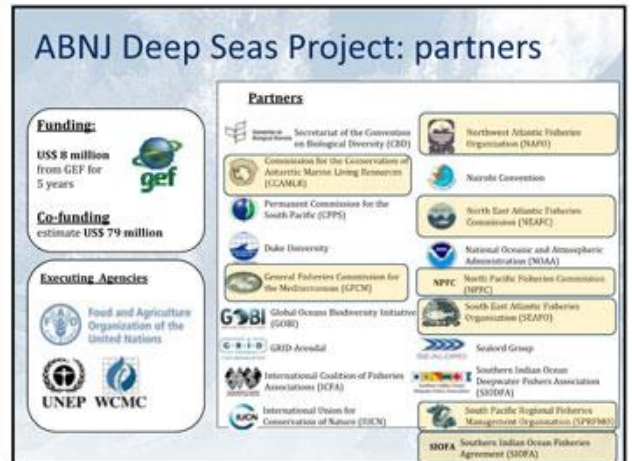 ABNJ Deep Seas Project: partners
Funding:
US$ 8 million
from GEF for
5 years
gef
Co-funding
estimate US$ 79 million
Executing Agencies
FAO
Food and Agriculture
Organization of the
United Nations
UNEP WCMC
Partners
Secretariat of the Convention
on Biological Diversity (CBD)
Commission for the Conservation of
Antarctic Marine Living Resources
(CCAMLR)
Permanent Commission for the
South Pacific (CPPS)
Duke University
General Fisheries Commission for
the Mediterranean (GFCM)
GOBI
Global Oceans Biodiversity Initiative
(GOBI)
GRID
GRID-Arendal
International Coalition of Fisheries
Associations (ICFA)
IUCN
International Union for
Conservation of Nature (IUCN)
Northwest Atlantic Fisheries
Organization (NAFO)
Nairobi Convention
North East Atlantic Fisheries
Commission (NEAFC)
National Oceanic and Atmospheric
Administration (NOAA)
NPFC
North Pacific Fisheries Commission
(NPFC)
South East Atlantic Fisheries
Organization (SEAFO)
SEALORD
Sealord Group
Southern Indian Ocean
Deepwater Fishers Association
(SIODFA)
South Pacific Regional Fisheries
Management Organization (SPRFMO)
SIOFA
Southern Indian Ocean Fisheries
Agreement (SIOFA)